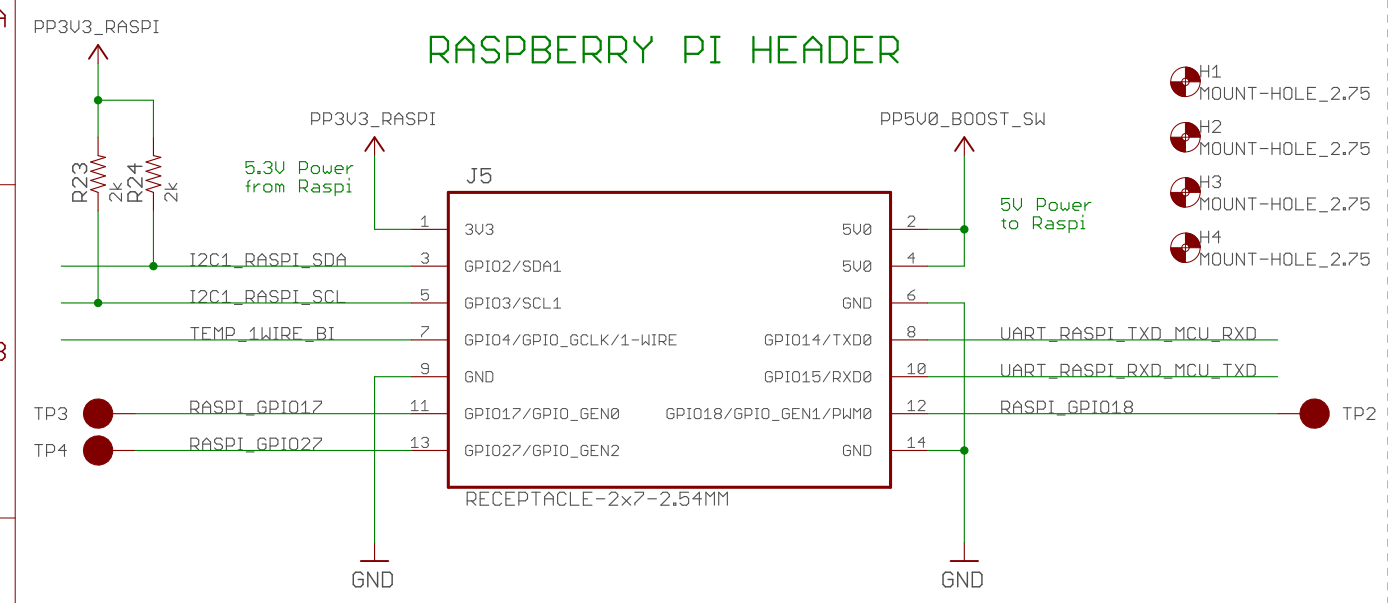 A
PP3V3_RASPI
RASPBERRY PI HEADER
H1
MOUNT-HOLE_2.75
PP3V3_RASPI
PP5V0_BOOST_SW
H2
MOUNT-HOLE_2.75
R23
2k
R24
2k
5.3V Power
from Raspi
J5
H3
MOUNT-HOLE_2.75
5V Power
to Raspi
H4
MOUNT-HOLE_2.75
1 3V3 5V0 2
I2C1_RASPI_SDA 3 GPIO2/SDA1 5V0 4
I2C1_RASPI_SCL 5 GPIO3/SCL1 GND 6
TEMP_1WIRE_BI 7 GPIO4/GPIO_GCLK/1-WIRE GPIO14/TXD0 8 UART_RASPI_TXD_MCU_RXD
B
9 GND GPIO15/RXD0 10 UART_RASPI_RXD_MCU_TXD
TP3 RASPI_GPIO17 11 GPIO17/GPIO_GEN0 GPIO18/GPIO_GEN1/PWM0 12 RASPI_GPIO18 TP2
TP4 RASPI_GPIO27 13 GPIO27/GPIO_GEN2 GND 14
RECEPTACLE-2x7-2.54MM
GND GND